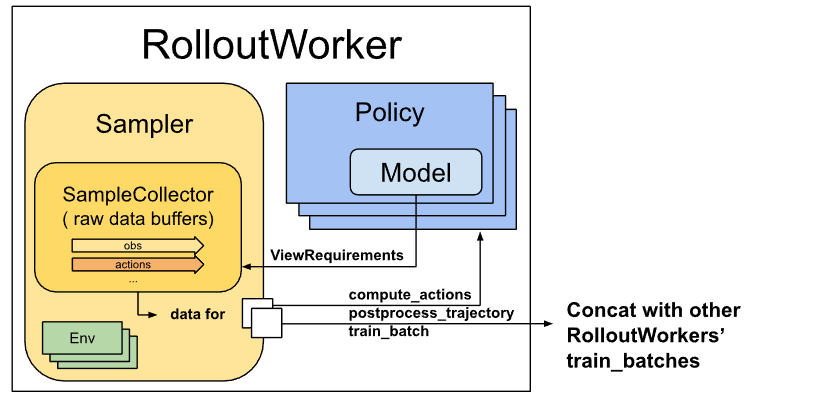 RolloutWorker
Sampler
Policy
Model
SampleCollector
( raw data buffers)
obs
actions
...
ViewRequirements
data for
compute_actions
postprocess_trajectory
train_batch
Env
Concat with other
RolloutWorkers’
train_batches